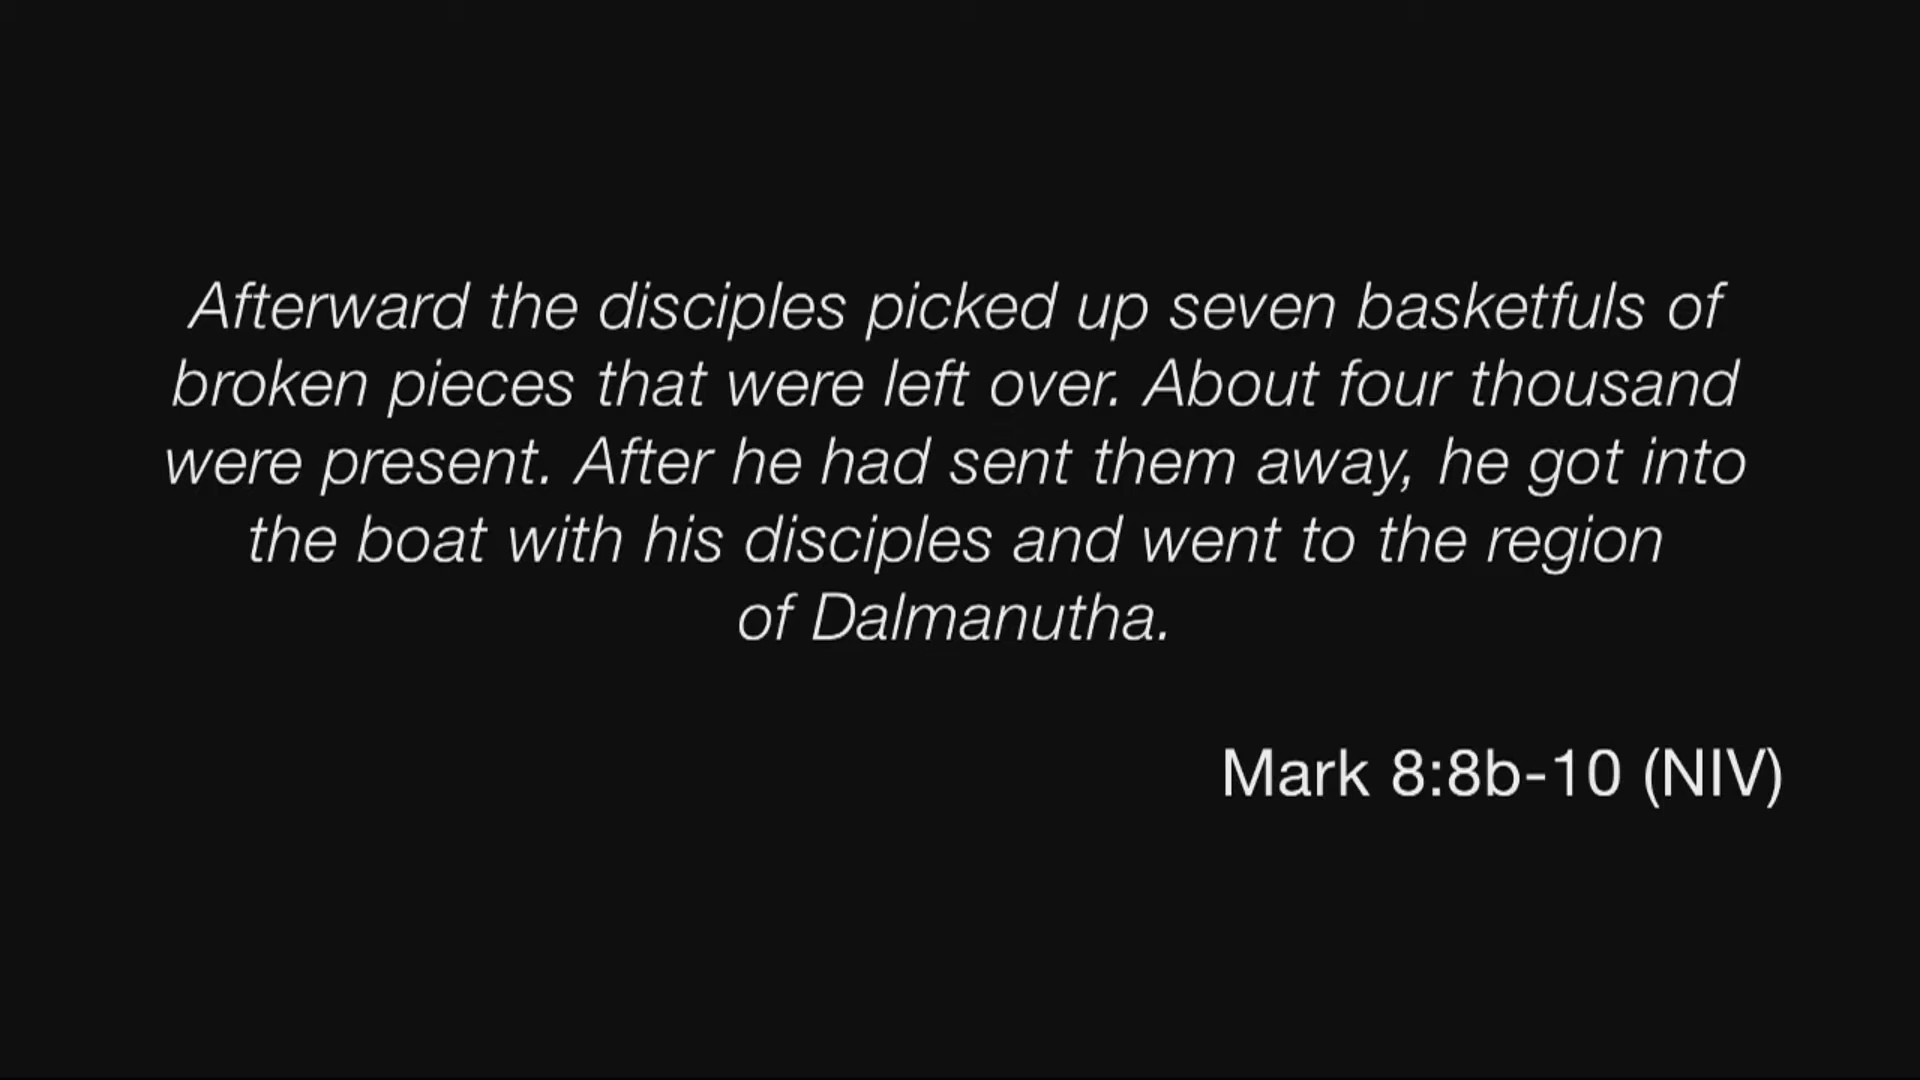 Afterward the disciples picked up seven basketfuls of
broken pieces that were left over. About four thousand
were present. After he had sent them away, he got into
the boat with his disciples and went to the region
of Dalmanutha.
Mark 8:8b-10 (NIV)